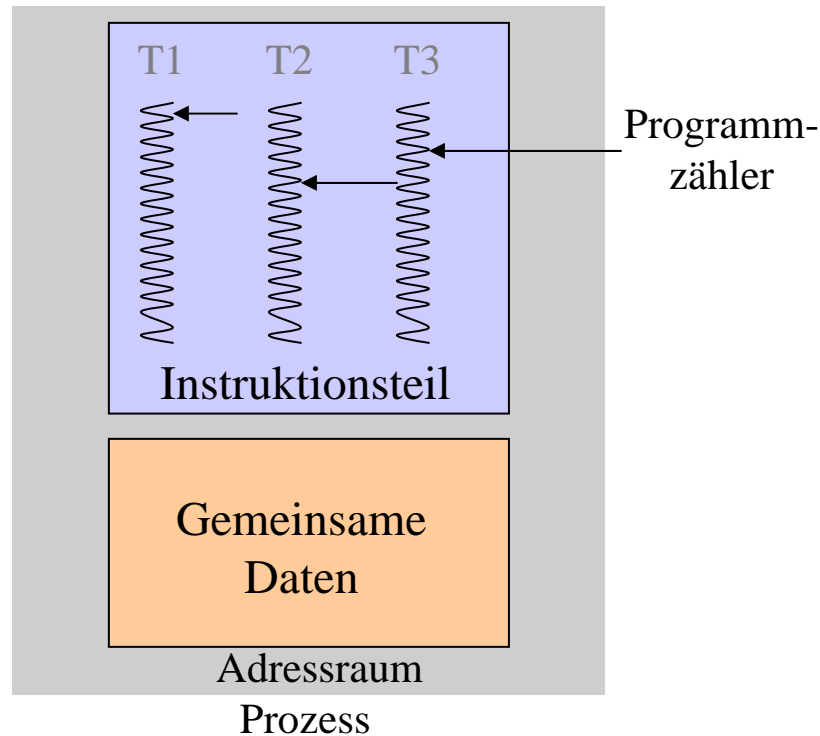 T1 T2 T3
Programm-
zähler
Instruktionsteil
Gemeinsame
Daten
Adressraum
Prozess